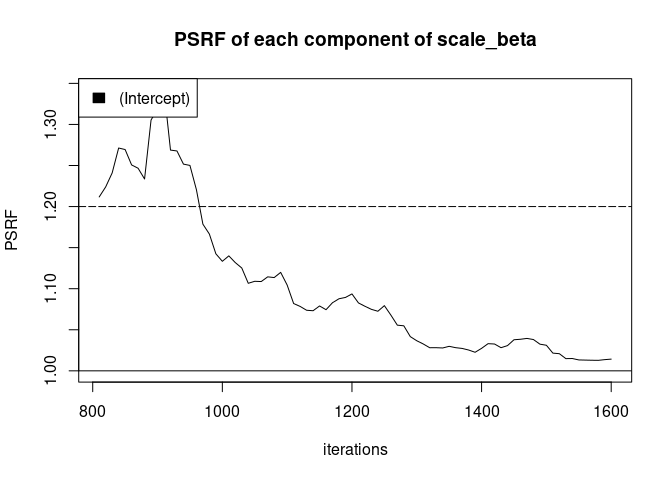 PSRF of each component of scale_beta
(Intercept)
1.30
1.20
1.10
1.00
PSRF
800 1000 1200 1400 1600
iterations